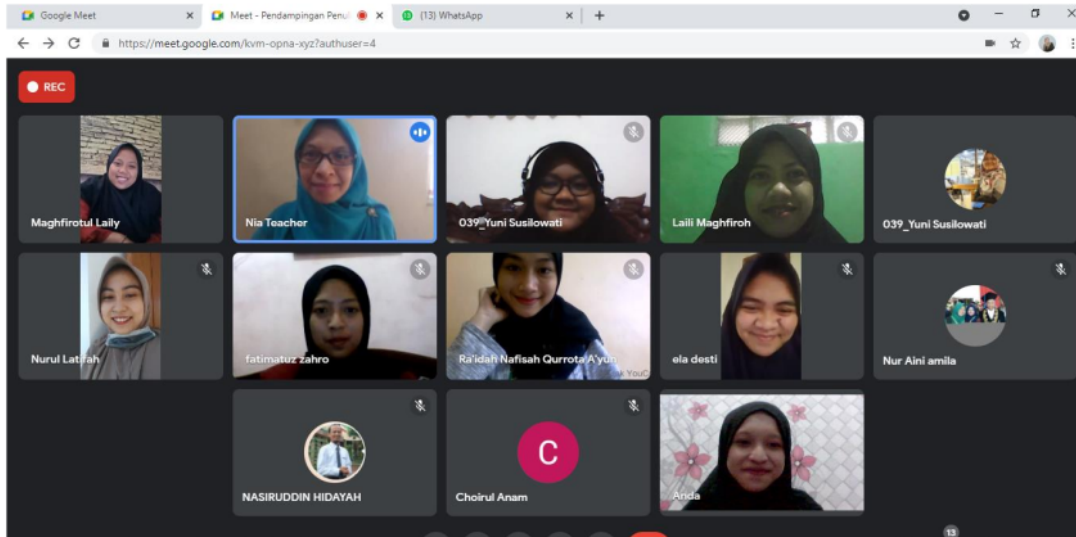 Google Meet
Meet - Pendampingan Penul
(13) WhatsApp
https://meet.google.com/kvm-opna-xyz?authuser=4
REC
Maghfirotul Laily
Nia Teacher
039_Yuni Susilowati
Laili Maghfiroh
039_Yuni Susilowati
Nurul Latifah
fatimatuz zahro
Ra'idah Nafisah Qurrota A'yun
k YouC
ela desti
Nur Aini amila
NASIRUDDIN HIDAYAH
C
Choirul Anam
Anda
13